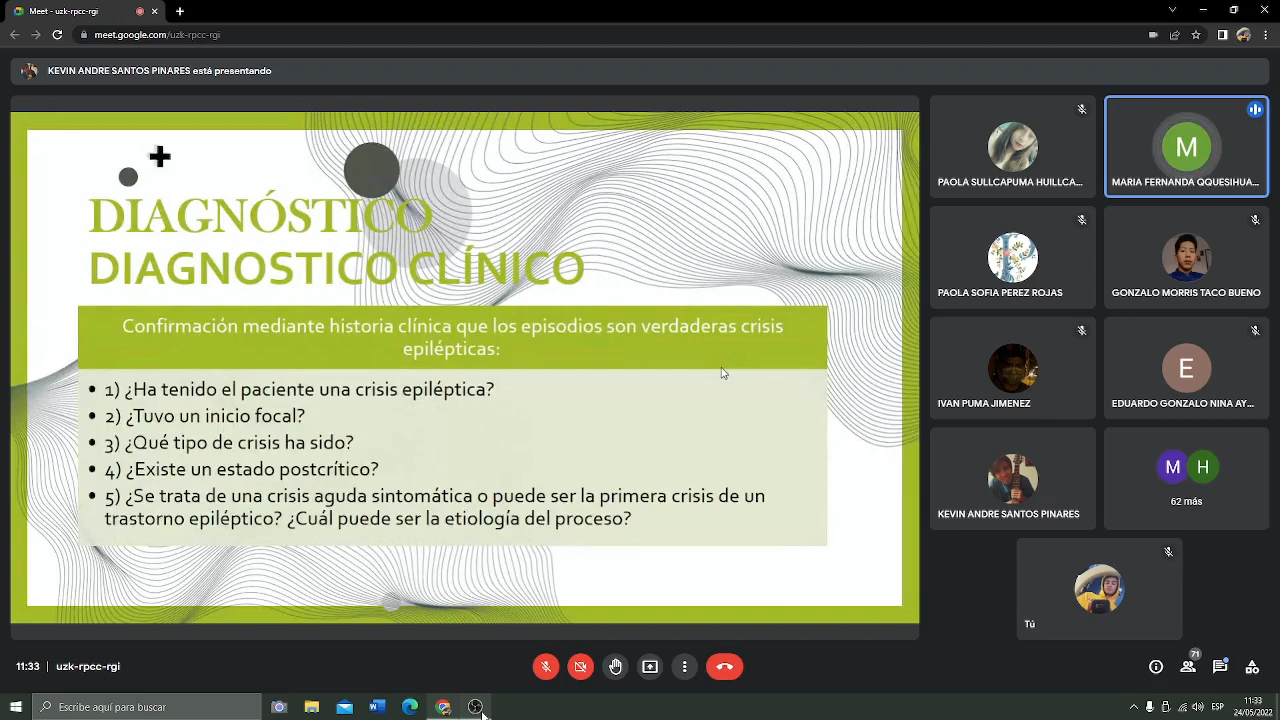 Meet - uzk-rpcc-rgi
meet.google.com/uzk-rpcc-rgi
KEVIN ANDRE SANTOS PINARES está presentando
DIAGNÓSTICO
DIAGNOSTICO CLÍNICO
Confirmación mediante historia clínica que los episodios son verdaderas crisis
epilépticas:
• 1) ¿Ha tenido el paciente una crisis epiléptica?
• 2) ¿Tuvo un inicio focal?
• 3) ¿Qué tipo de crisis ha sido?
• 4) ¿Existe un estado postcrítico?
• 5) ¿Se trata de una crisis aguda sintomática o puede ser la primera crisis de un
trastorno epiléptico? ¿Cuál puede ser la etiología del proceso?
PAOLA SULLCAPUMA HUILLCA...
M
MARIA FERNANDA QQUESIHUA...
PAOLA SOFIA PEREZ ROJAS
GONZALO MORRIS TACO BUENO
IVAN PUMA JIMENEZ
E
EDUARDO GONZALO NINA AY...
KEVIN ANDRE SANTOS PINARES
M H
62 más
Tú
11:33 | uzk-rpcc-rgi
71
Escribe aquí para buscar
ESP
11:33
24/05/2022